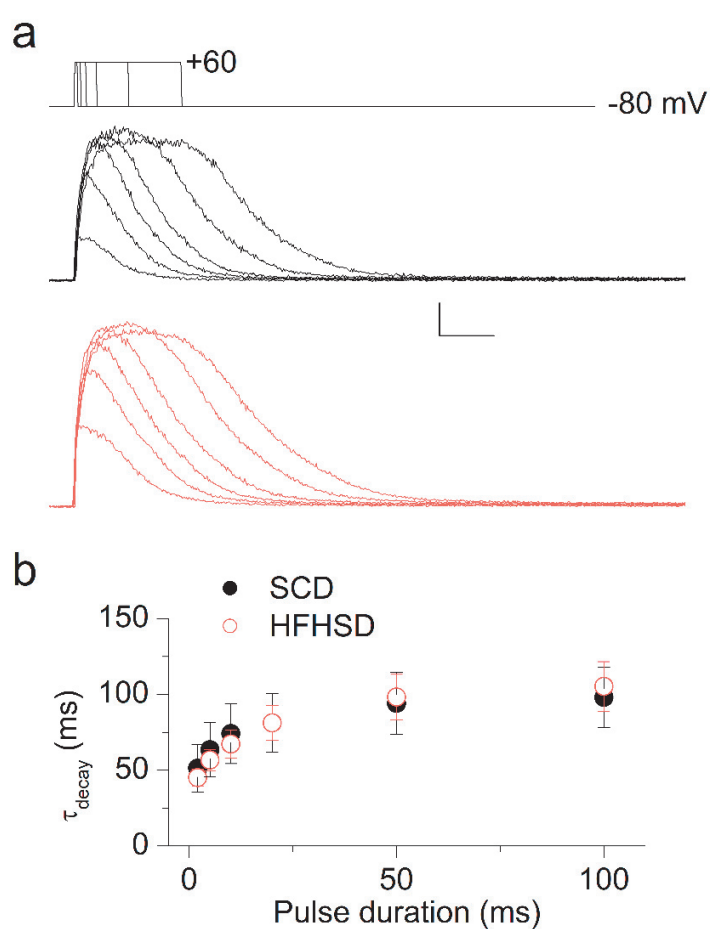 a
+60
-80 mV
b
SCD
HFHSD
150
100
50
0
τdecay (ms)
0 50 100
Pulse duration (ms)